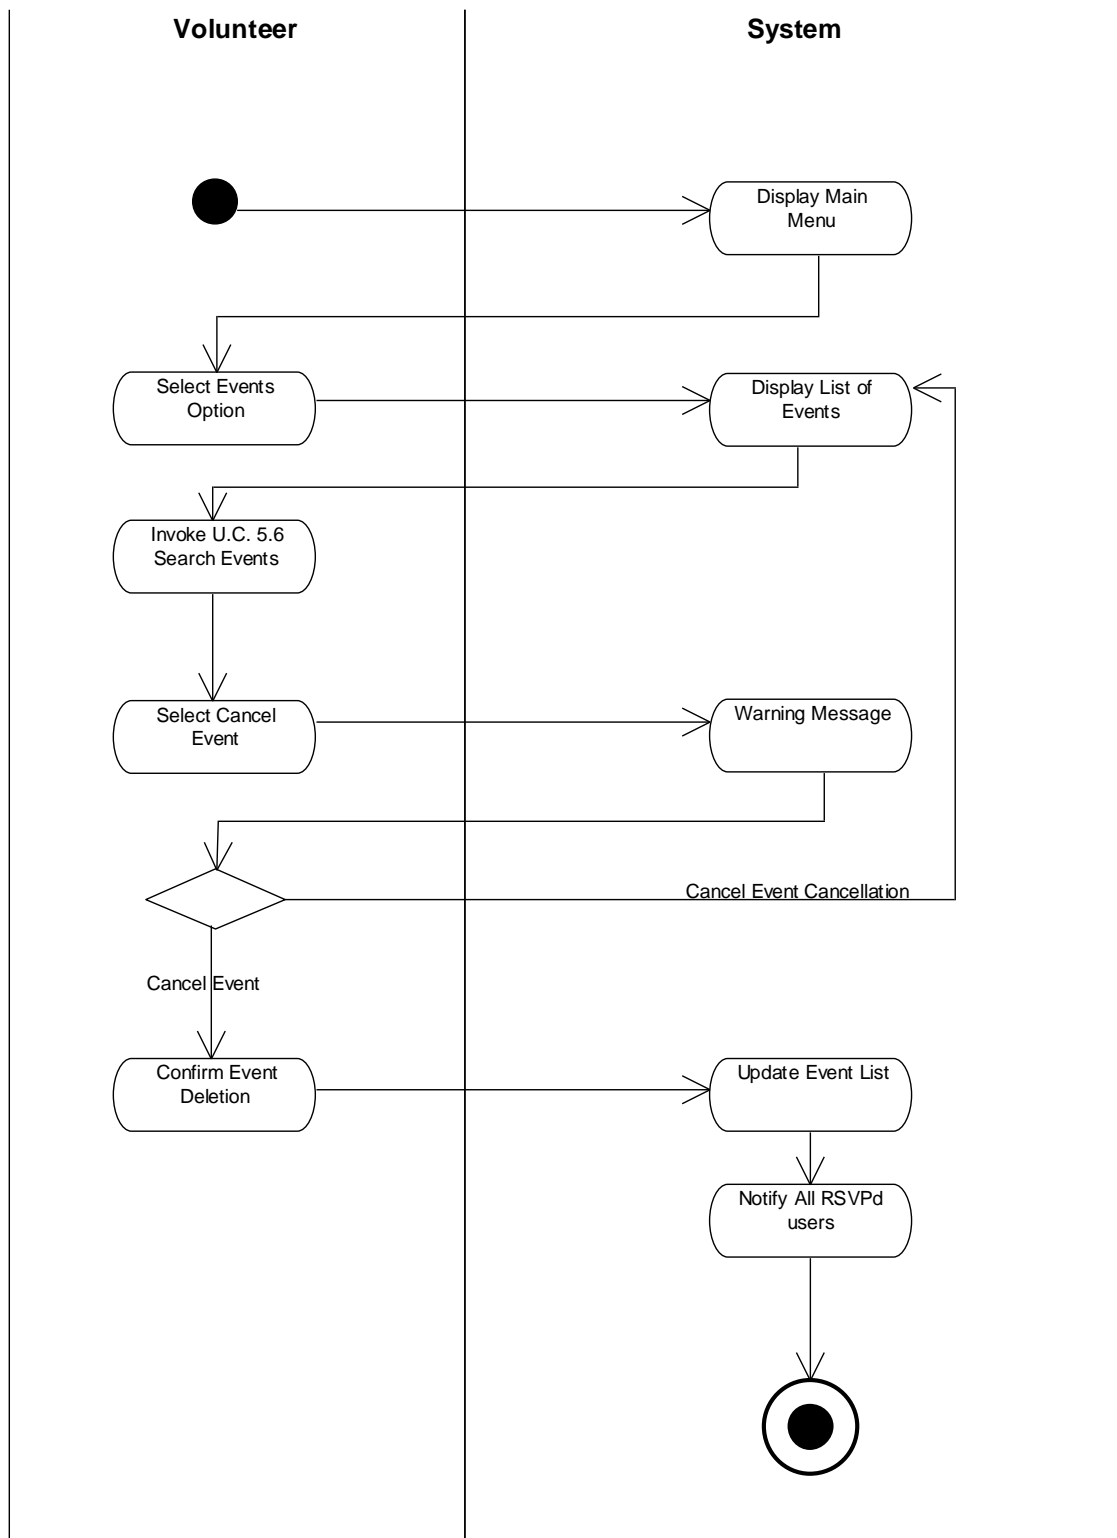 Volunteer
System
Display Main
Menu
Select Events
Option
Display List of
Events
Invoke U.C. 5.6
Search Events
Select Cancel
Event
Warning Message
Cancel Event Cancellation
Cancel Event
Confirm Event
Deletion
Update Event List
Notify All RSVPd
users